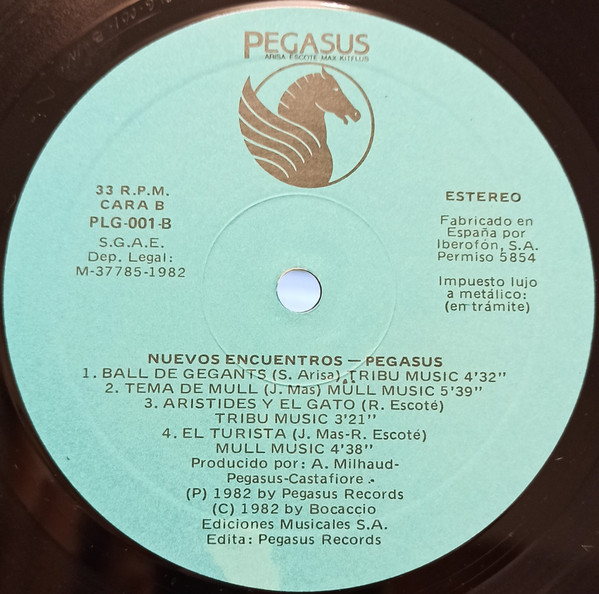 PEGASUS
ARISA ESCOTE MAX KITFLUS
33 R.P.M.
CARA B
PLG-001-B
S.G.A.E.
Dep. Legal:
M-37785-1982
ESTEREO
Fabricado en
España por
Iberofón, S.A.
Permiso 5854
Impuesto lujo
a metálico:
(en trámite)
NUEVOS ENCUENTROS — PEGASUS
1. BALL DE GEGANTS (S. Arisa) TRIBU MUSIC 4'32"
2. TEMA DE MULL (J. Mas) MULL MUSIC 5'39"
3. ARISTIDES Y EL GATO (R. Escoté)
TRIBU MUSIC 3'21"
4. EL TURISTA (J. Mas-R. Escoté)
MULL MUSIC 4'38"
Producido por: A. Milhaud-
Pegasus-Castafiore.-
(P) 1982 by Pegasus Records
(C) 1982 by Bocaccio
Ediciones Musicales S.A.
Edita: Pegasus Records